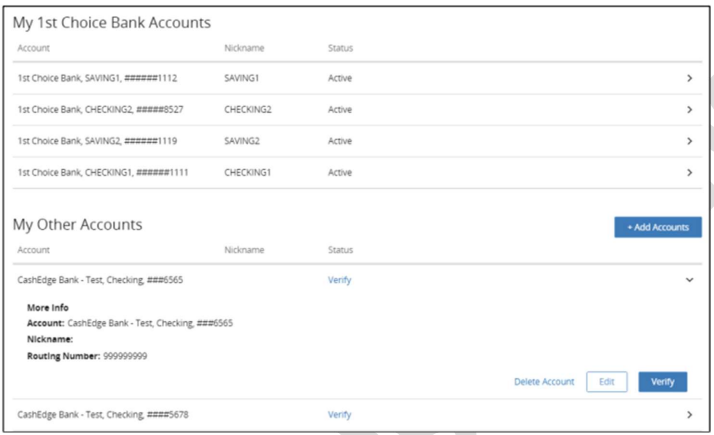 My 1st Choice Bank Accounts
Account Nickname Status
1st Choice Bank, SAVING1, ######1112 SAVING1 Active
1st Choice Bank, CHECKING2, #####8527 CHECKING2 Active
1st Choice Bank, SAVING2, ######1119 SAVING2 Active
1st Choice Bank, CHECKING1, ######1111 CHECKING1 Active
My Other Accounts + Add Accounts
Account Nickname Status
CashEdge Bank - Test, Checking, ###6565 Verify
More Info
Account: CashEdge Bank - Test, Checking, ###6565
Nickname:
Routing Number: 999999999
Delete Account Edit Verify
CashEdge Bank - Test, Checking, ####5678 Verify